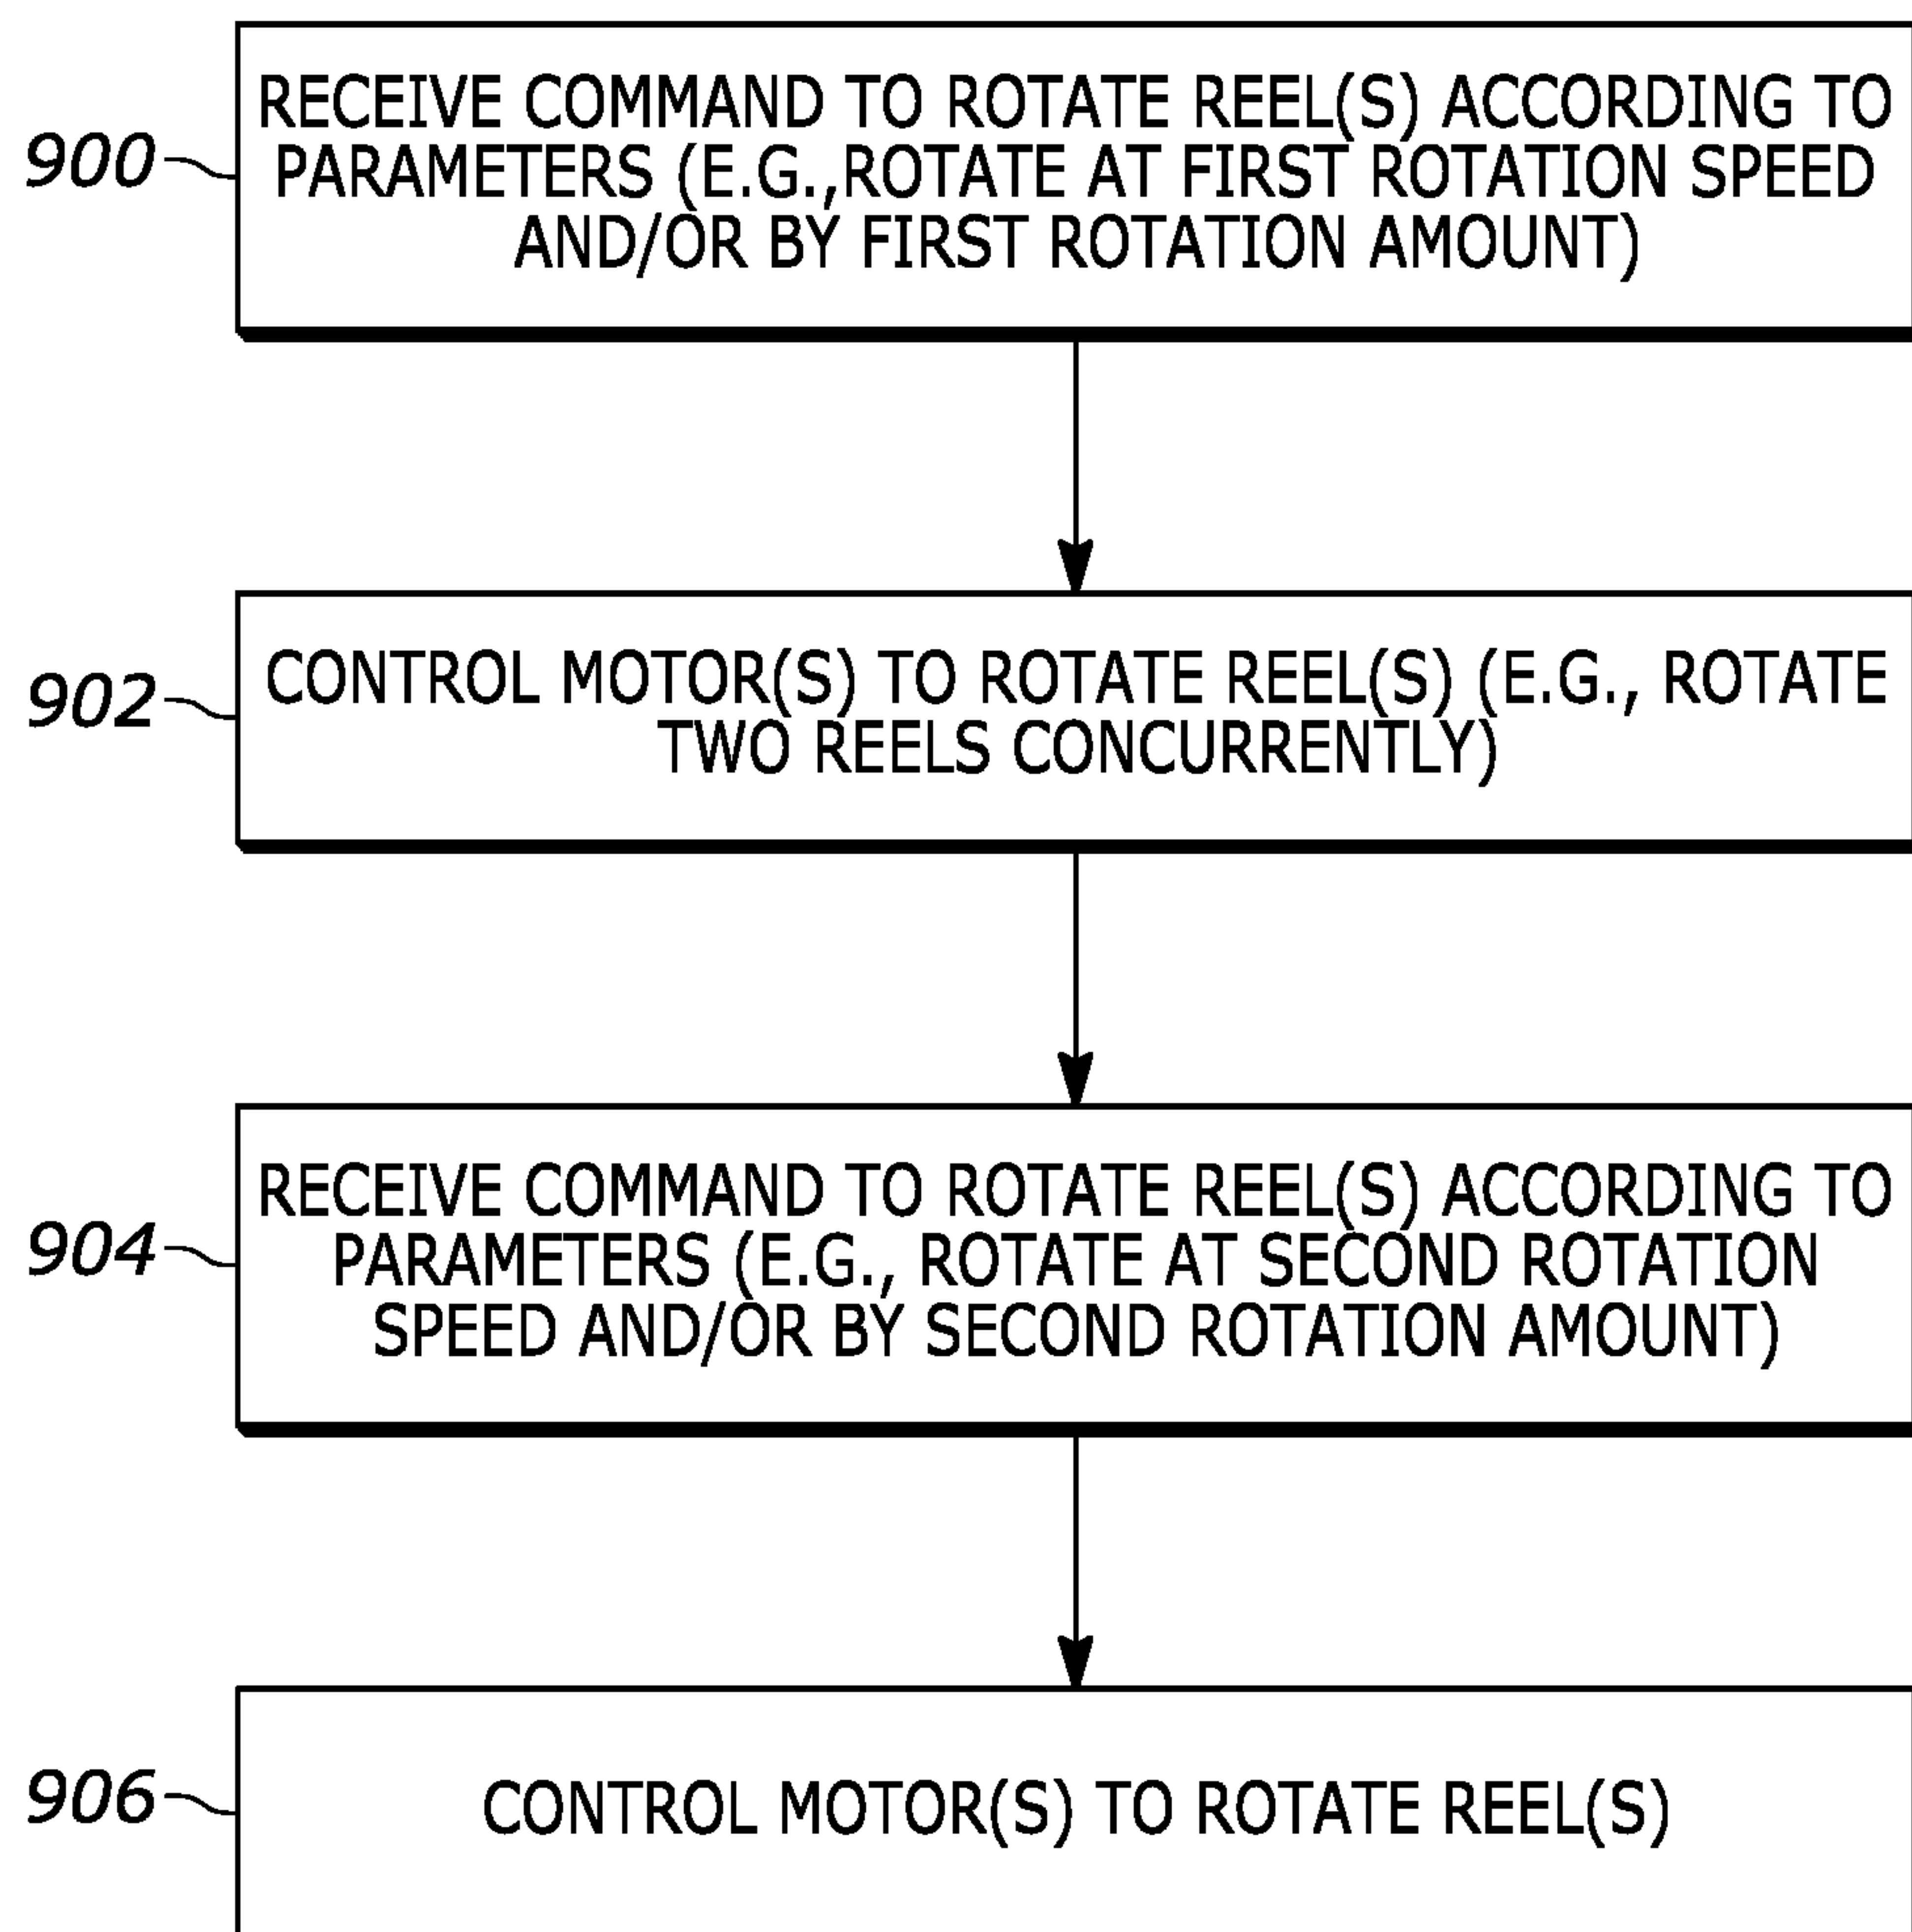 900
RECEIVE COMMAND TO ROTATE REEL(S) ACCORDING TO
PARAMETERS (E.G.,ROTATE AT FIRST ROTATION SPEED
AND/OR BY FIRST ROTATION AMOUNT)
902
CONTROL MOTOR(S) TO ROTATE REEL(S) (E.G., ROTATE
TWO REELS CONCURRENTLY)
904
RECEIVE COMMAND TO ROTATE REEL(S) ACCORDING TO
PARAMETERS (E.G., ROTATE AT SECOND ROTATION
SPEED AND/OR BY SECOND ROTATION AMOUNT)
906
CONTROL MOTOR(S) TO ROTATE REEL(S)